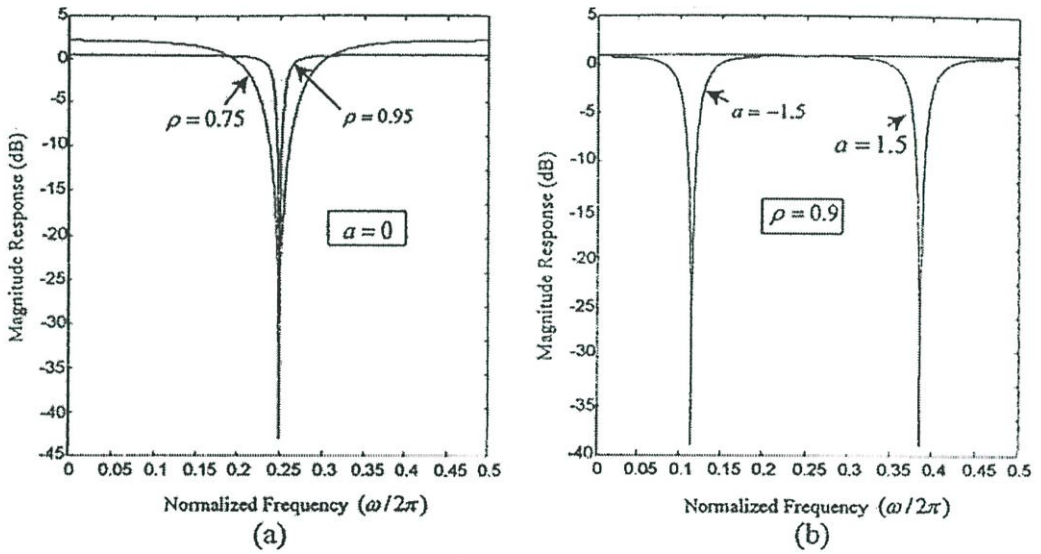 5
0
-5
-10
-15
-20
-25
-30
-35
-40
-45
Magnitude Response (dB)
ρ = 0.75
ρ = 0.95
a = 0
0 0.05 0.1 0.15 0.2 0.25 0.3 0.35 0.4 0.45 0.5
Normalized Frequency (ω/2π)
(a)
5
0
-5
-10
-15
-20
-25
-30
-35
-40
Magnitude Response (dB)
a = -1.5
a = 1.5
ρ = 0.9
0 0.05 0.1 0.15 0.2 0.25 0.3 0.35 0.4 0.45 0.5
Normalized Frequency (ω/2π)
(b)